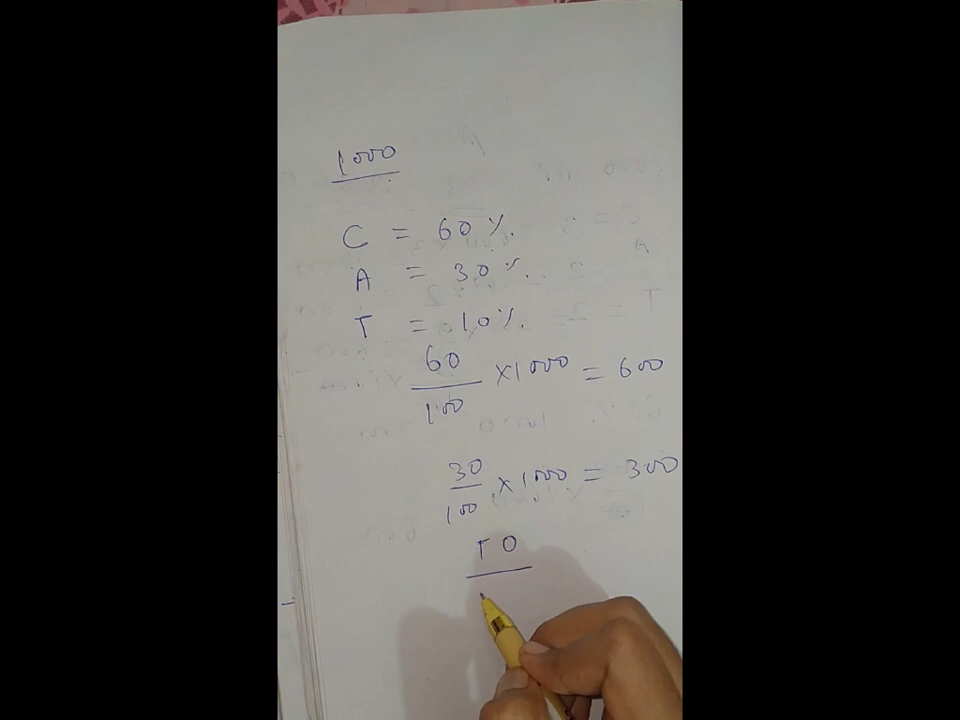 1000
C = 60%.
A = 30%.
T = 10%.
60/100 × 1000 = 600
30/100 × 1000 = 300
10